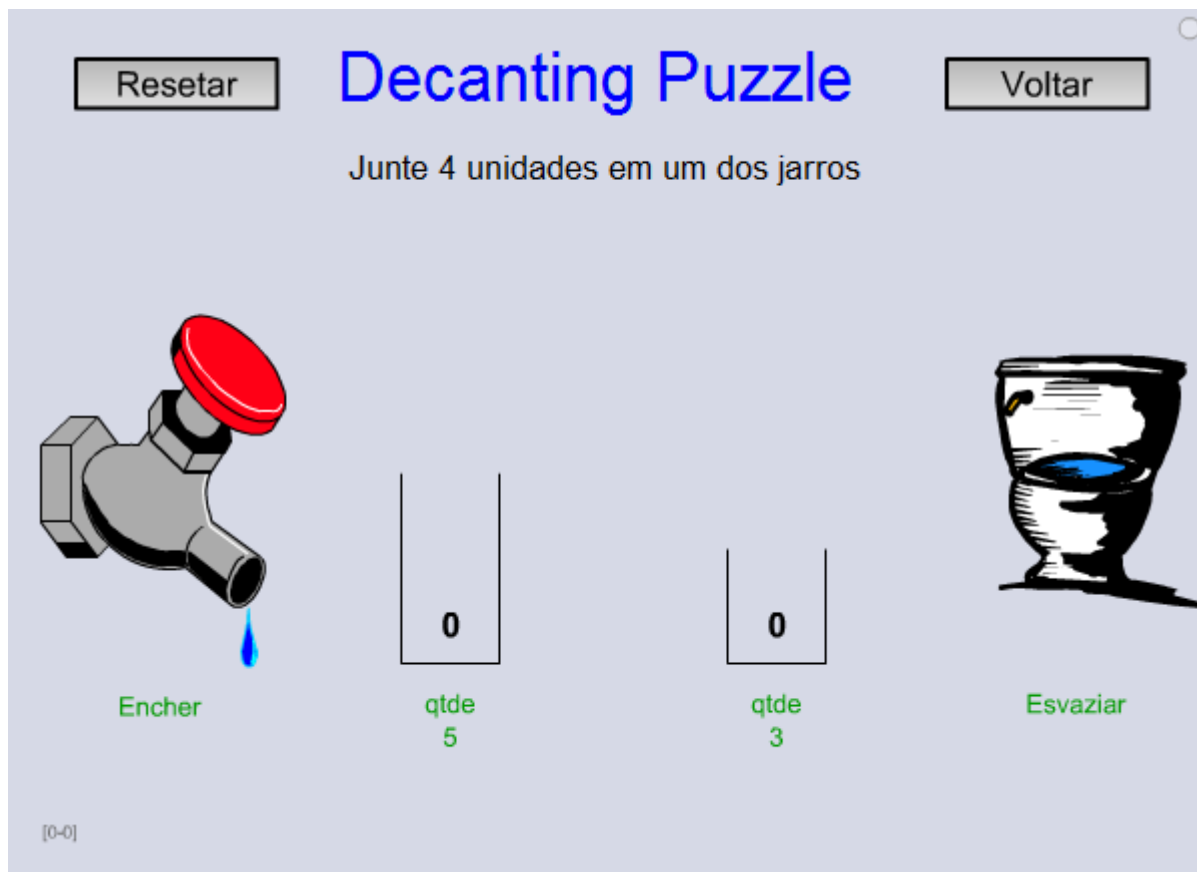 Resetar
Decanting Puzzle
Voltar
Junte 4 unidades em um dos jarros
0
0
Encher
qtde
5
qtde
3
Esvaziar
[0-0]